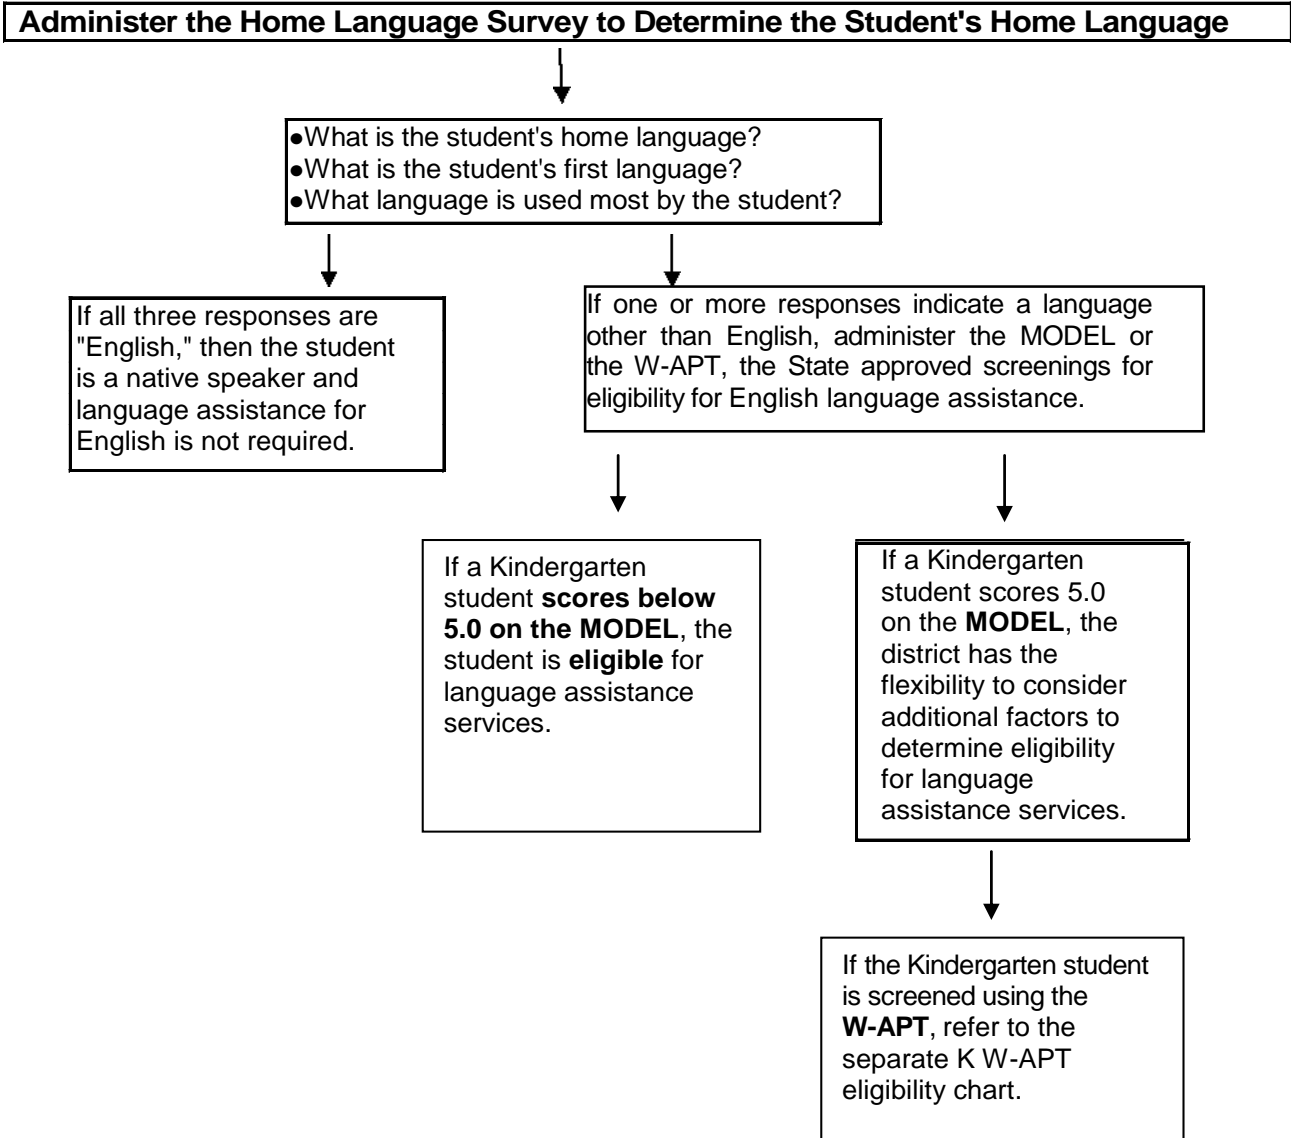 Administer the Home Language Survey to Determine the Student's Home Language
●What is the student's home language?
●What is the student's first language?
●What language is used most by the student?
If all three responses are
"English," then the student
is a native speaker and
language assistance for
English is not required.
If one or more responses indicate a language
other than English, administer the MODEL or
the W-APT, the State approved screenings for
eligibility for English language assistance.
If a Kindergarten
student scores below
5.0 on the MODEL, the
student is eligible for
language assistance
services.
If a Kindergarten
student scores 5.0
on the MODEL, the
district has the
flexibility to consider
additional factors to
determine eligibility
for language
assistance services.
If the Kindergarten student
is screened using the
W-APT, refer to the
separate K W-APT
eligibility chart.